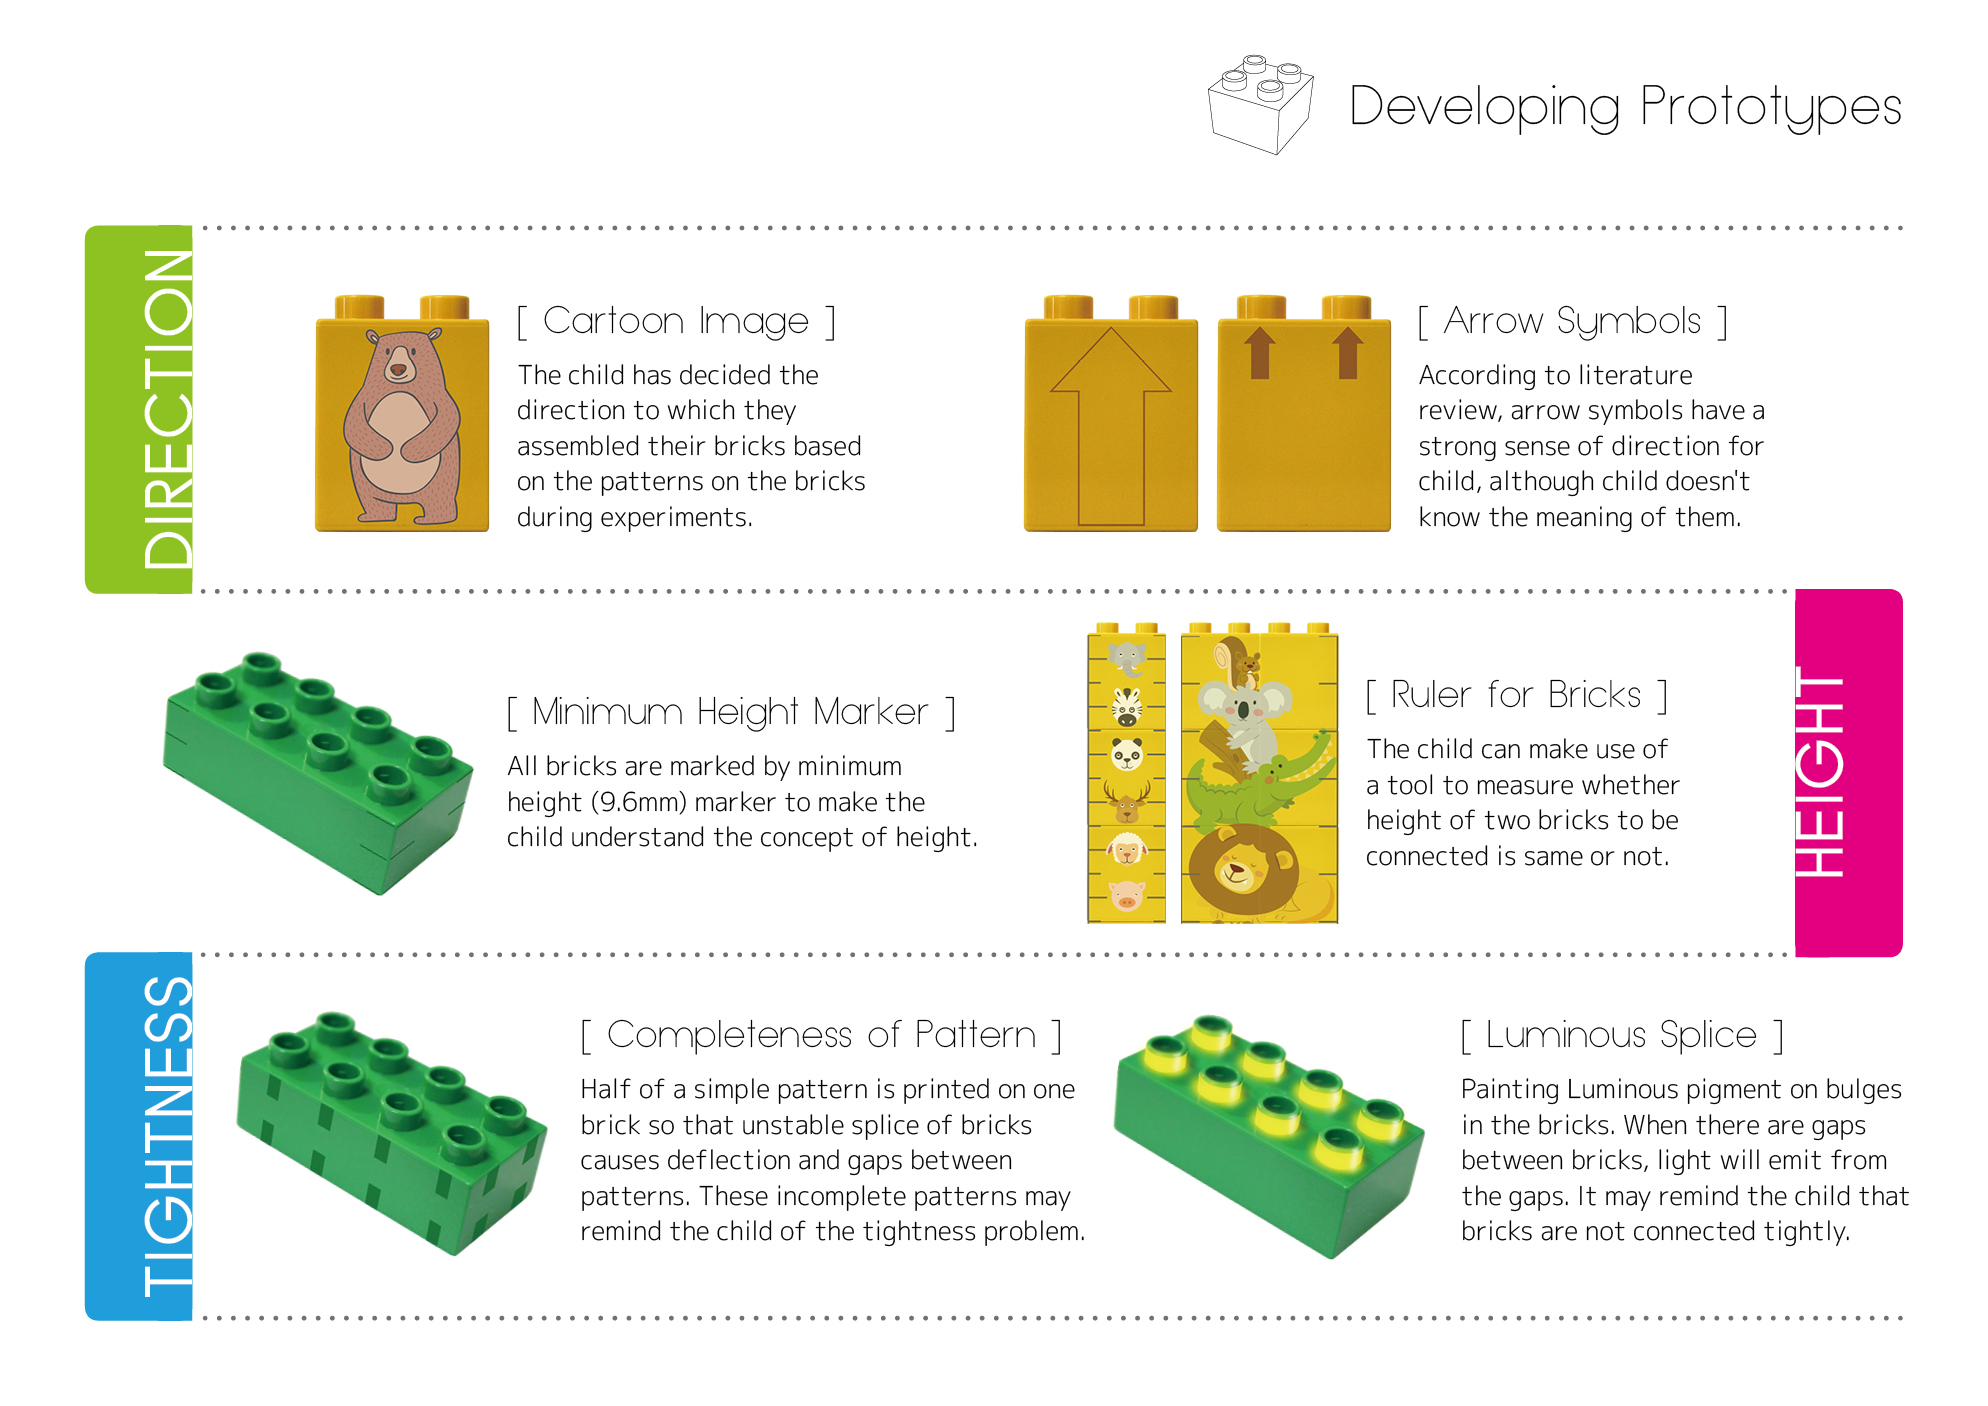 Developing Prototypes
DIRECTION
[ Cartoon Image ]
The child has decided the
direction to which they
assembled their bricks based
on the patterns on the bricks
during experiments.
[ Arrow Symbols ]
According to literature
review, arrow symbols have a
strong sense of direction for
child, although child doesn't
know the meaning of them.
HEIGHT
[ Minimum Height Marker ]
All bricks are marked by minimum
height (9.6mm) marker to make the
child understand the concept of height.
[ Ruler for Bricks ]
The child can make use of
a tool to measure whether
height of two bricks to be
connected is same or not.
TIGHTNESS
[ Completeness of Pattern ]
Half of a simple pattern is printed on one
brick so that unstable splice of bricks
causes deflection and gaps between
patterns. These incomplete patterns may
remind the child of the tightness problem.
[ Luminous Splice ]
Painting Luminous pigment on bulges
in the bricks. When there are gaps
between bricks, light will emit from
the gaps. It may remind the child that
bricks are not connected tightly.